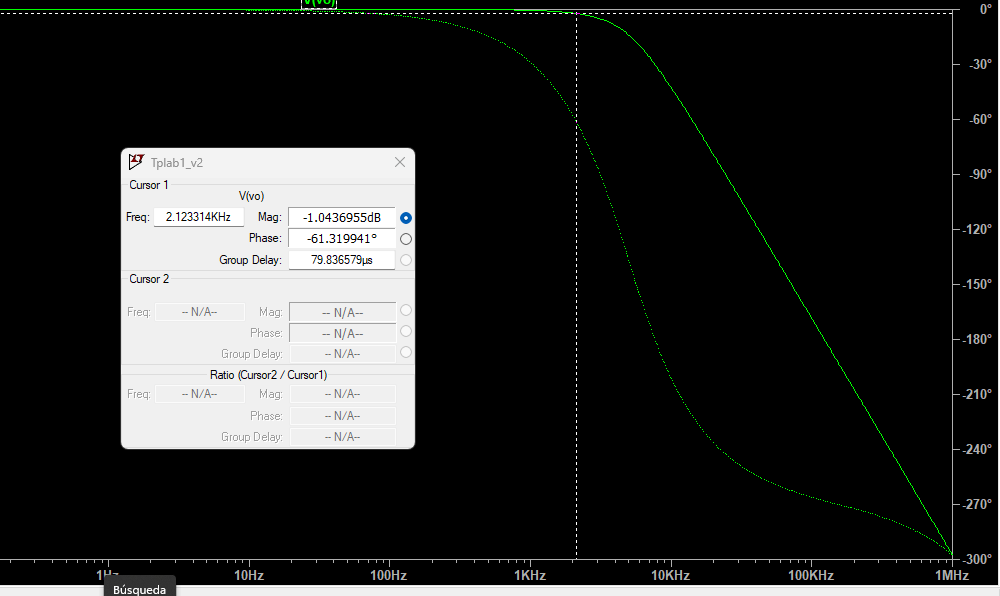 V(vo)
0°
-30°
-60°
-90°
-120°
-150°
-180°
-210°
-240°
-270°
-300°
Tplab1_v2
Cursor 1
V(vo)
Freq: 2.123314KHz Mag: -1.0436955dB
Phase: -61.319941°
Group Delay: 79.836579µs
Cursor 2
Freq: -- N/A-- Mag: -- N/A--
Phase: -- N/A--
Group Delay: -- N/A--
Ratio (Cursor2 / Cursor1)
Freq: -- N/A-- Mag: -- N/A--
Phase: -- N/A--
Group Delay: -- N/A--
1Hz 10Hz 100Hz 1KHz 10KHz 100KHz 1MHz
Búsqueda